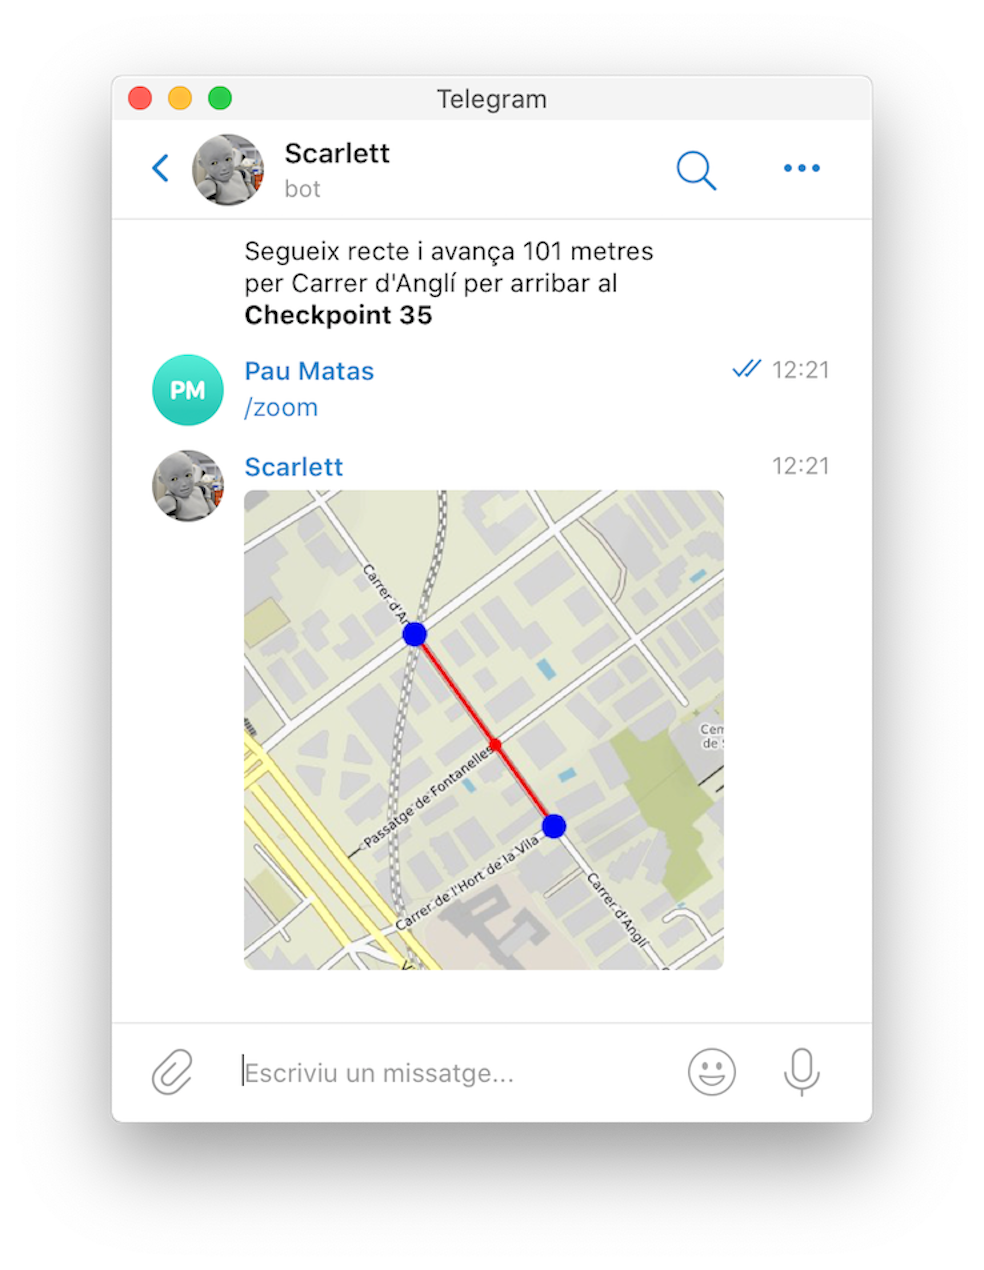 Telegram
Scarlett
bot
Segueix recte i avança 101 metres
per Carrer d'Anglí per arribar al
Checkpoint 35
PM
Pau Matas
12:21
/zoom
Scarlett
12:21
Carrer d'An
Cem
de S
Passatge de Fontanelles
Carrer de l'Hort de la Vila
Carrer d'Anglí
V
Escriviu un missatge...